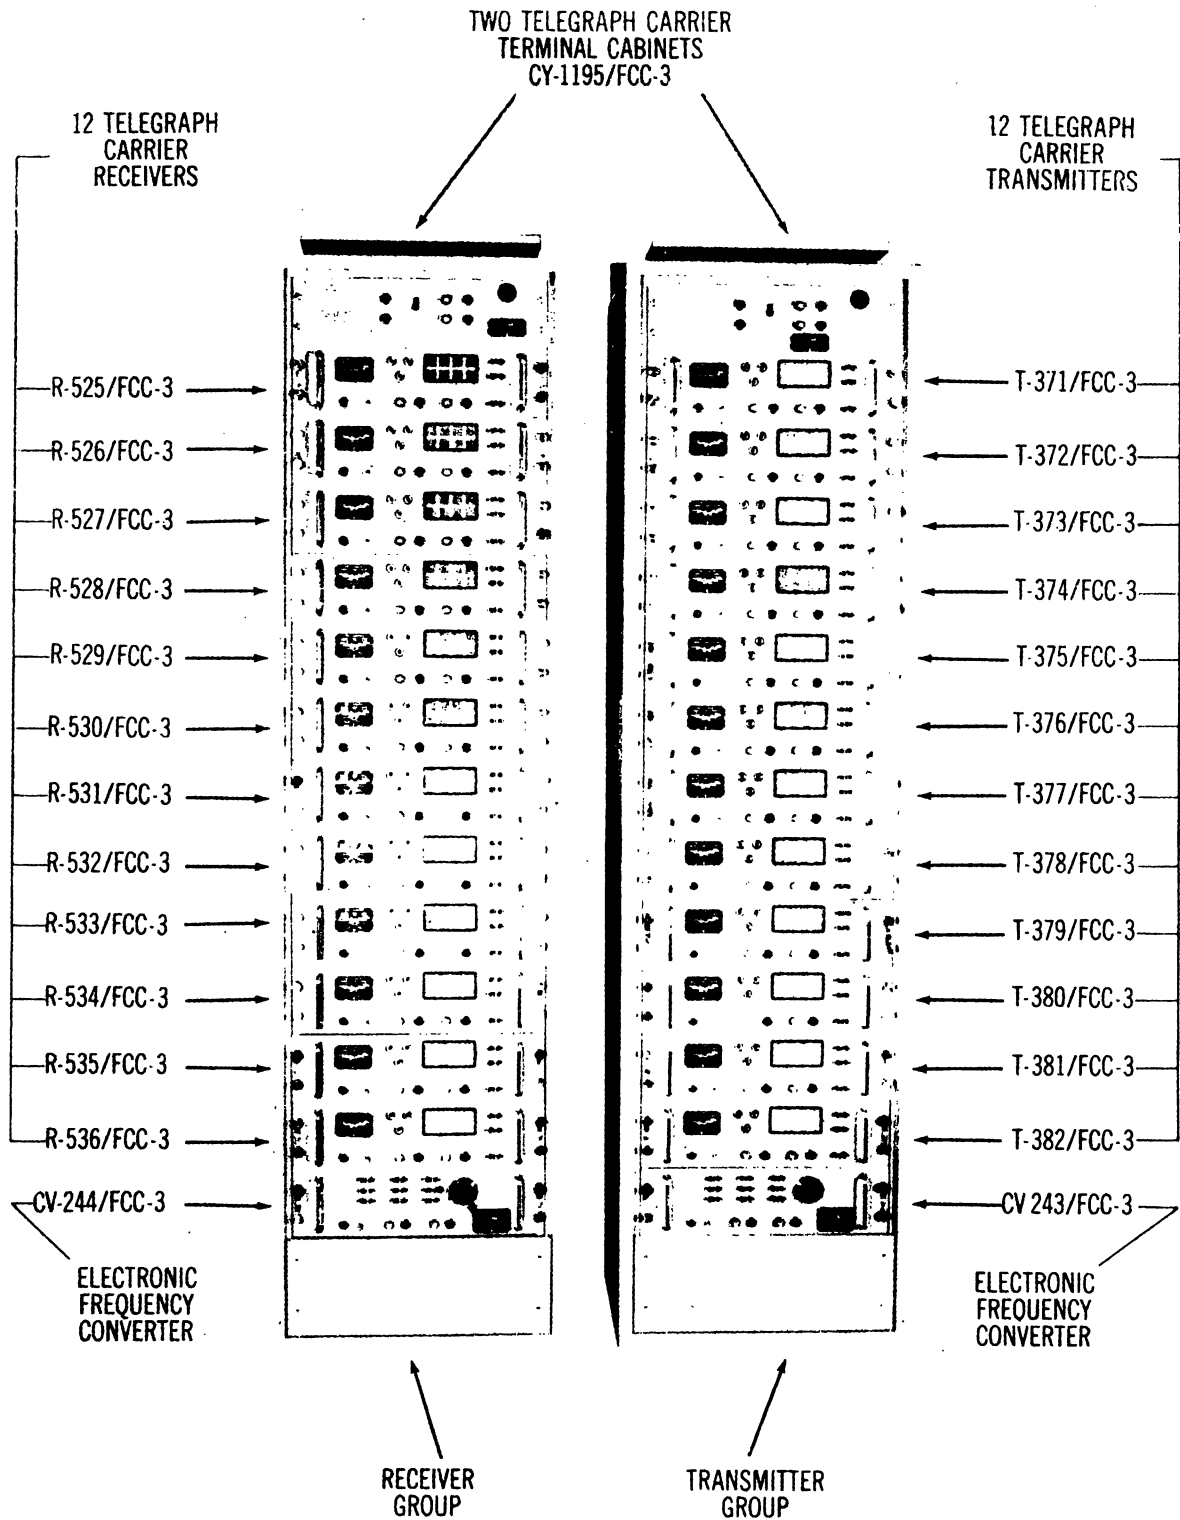 TWO TELEGRAPH CARRIER
TERMINAL CABINETS
CY-1195/FCC-3
12 TELEGRAPH
CARRIER
RECEIVERS
12 TELEGRAPH
CARRIER
TRANSMITTERS
R-525/FCC-3
R-526/FCC-3
R-527/FCC-3
R-528/FCC-3
R-529/FCC-3
R-530/FCC-3
R-531/FCC-3
R-532/FCC-3
R-533/FCC-3
R-534/FCC-3
R-535/FCC-3
R-536/FCC-3
CV-244/FCC-3
T-371/FCC-3
T-372/FCC-3
T-373/FCC-3
T-374/FCC-3
T-375/FCC-3
T-376/FCC-3
T-377/FCC-3
T-378/FCC-3
T-379/FCC-3
T-380/FCC-3
T-381/FCC-3
T-382/FCC-3
CV 243/FCC-3
ELECTRONIC
FREQUENCY
CONVERTER
ELECTRONIC
FREQUENCY
CONVERTER
RECEIVER
GROUP
TRANSMITTER
GROUP